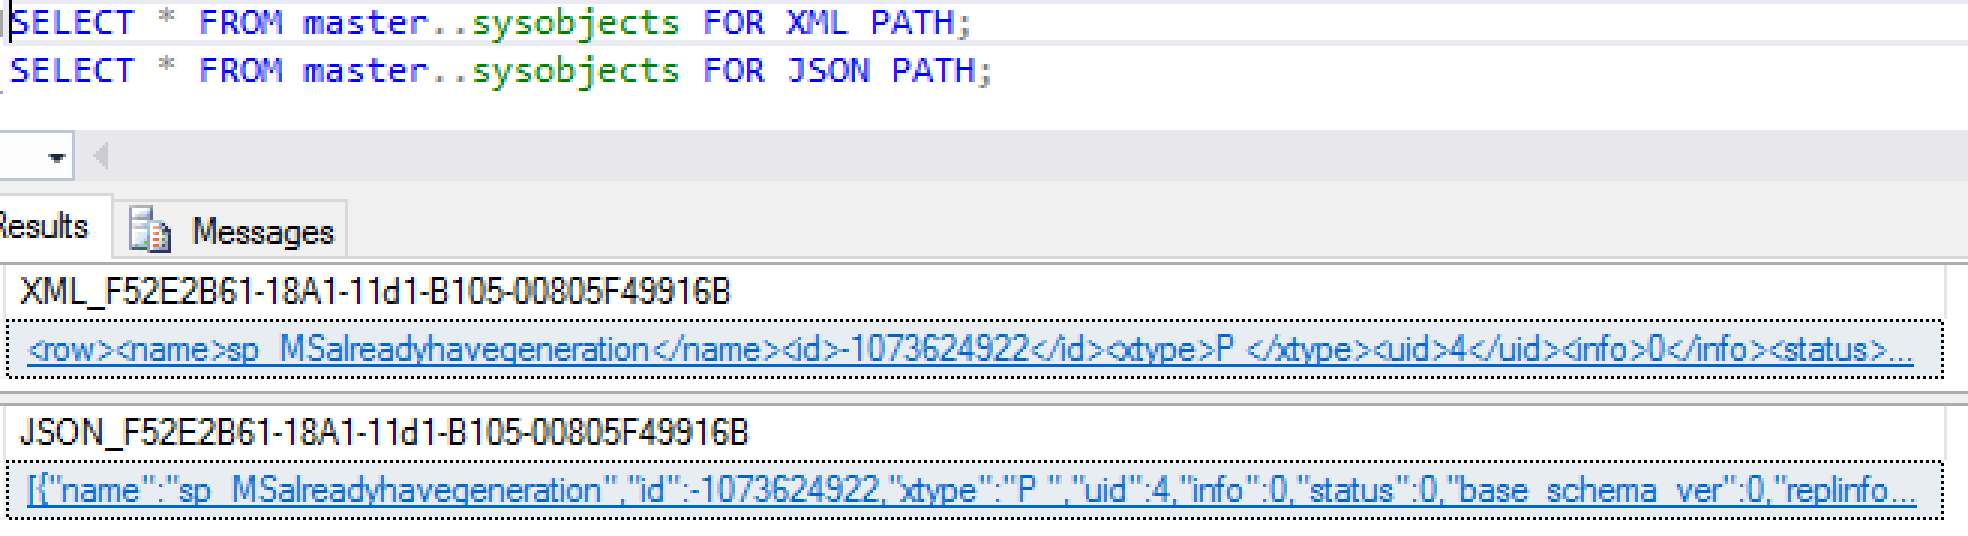 SELECT * FROM master..sysobjects FOR XML PATH;
SELECT * FROM master..sysobjects FOR JSON PATH;
Results Messages
XML_F52E2B61-18A1-11d1-B105-00805F49916B
<row><name>sp_MSalreadyhavegeneration</name><id>-1073624922</id><xtype>P </xtype><uid>4</uid><info>0</info><status>...
JSON_F52E2B61-18A1-11d1-B105-00805F49916B
[{"name":"sp_MSalreadyhavegeneration","id":-1073624922,"xtype":"P ","uid":4,"info":0,"status":0,"base_schema_ver":0,"replinfo...